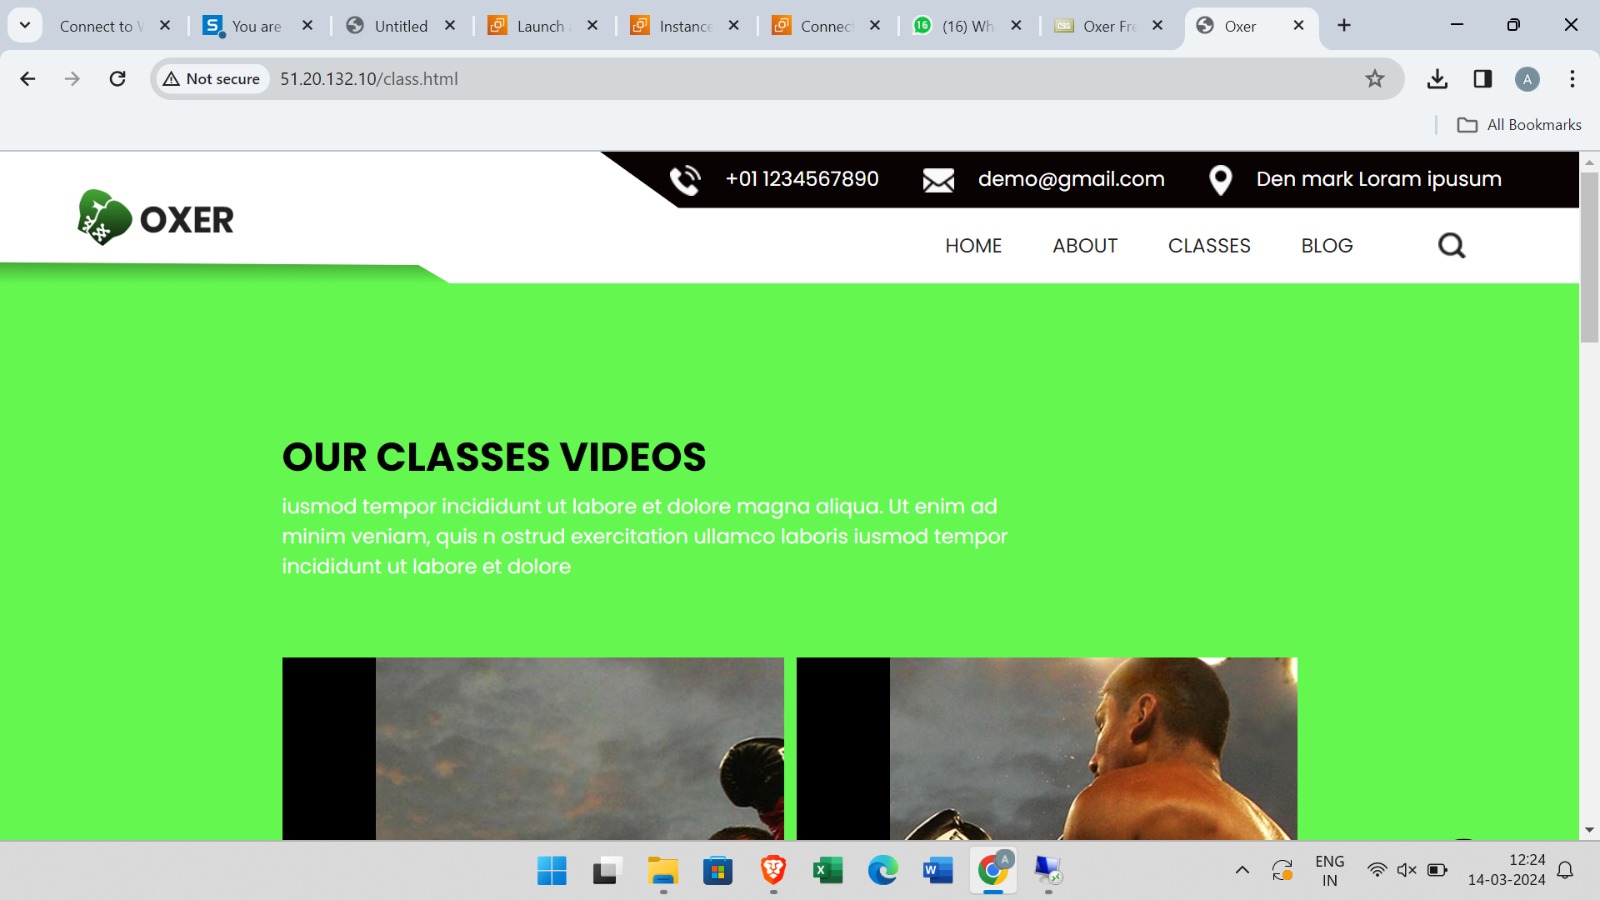 Connect to V
You are
Untitled
Launch
Instance
Connec
(16) Wh
Oxer Fre
Oxer
Not secure
51.20.132.10/class.html
A
All Bookmarks
+01 1234567890
demo@gmail.com
Den mark Loram ipusum
OXER
HOME
ABOUT
CLASSES
BLOG
OUR CLASSES VIDEOS
iusmod tempor incididunt ut labore et dolore magna aliqua. Ut enim ad
minim veniam, quis n ostrud exercitation ullamco laboris iusmod tempor
incididunt ut labore et dolore
ENG
IN
12:24
14-03-2024